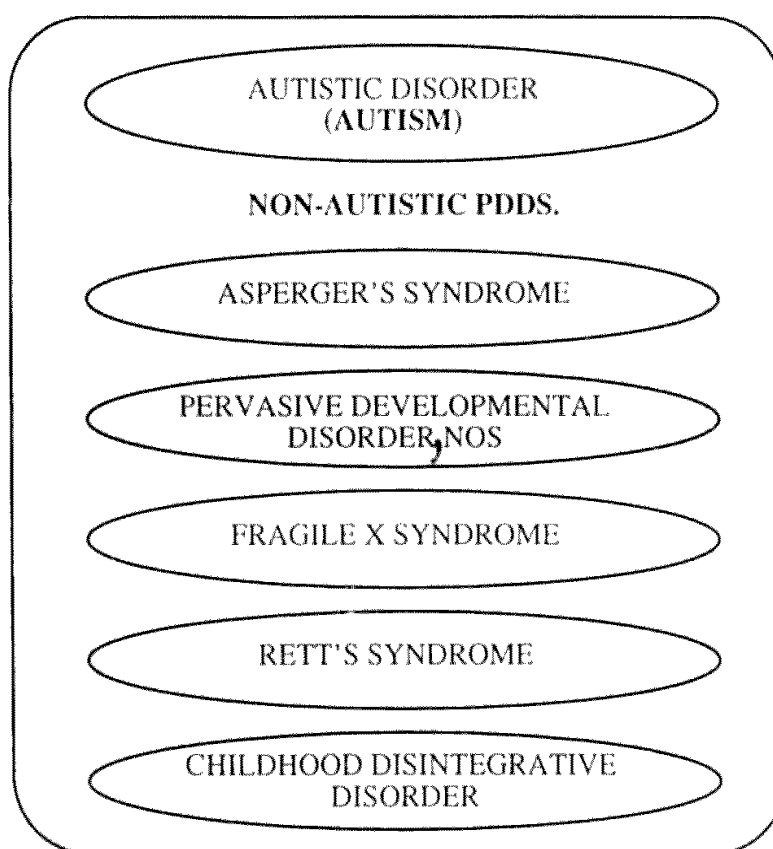 AUTISTIC DISORDER
(AUTISM)
NON-AUTISTIC PDDS.
ASPERGER'S SYNDROME
PERVASIVE DEVELOPMENTAL
DISORDER, NOS
FRAGILE X SYNDROME
RETT'S SYNDROME
CHILDHOOD DISINTEGRATIVE
DISORDER